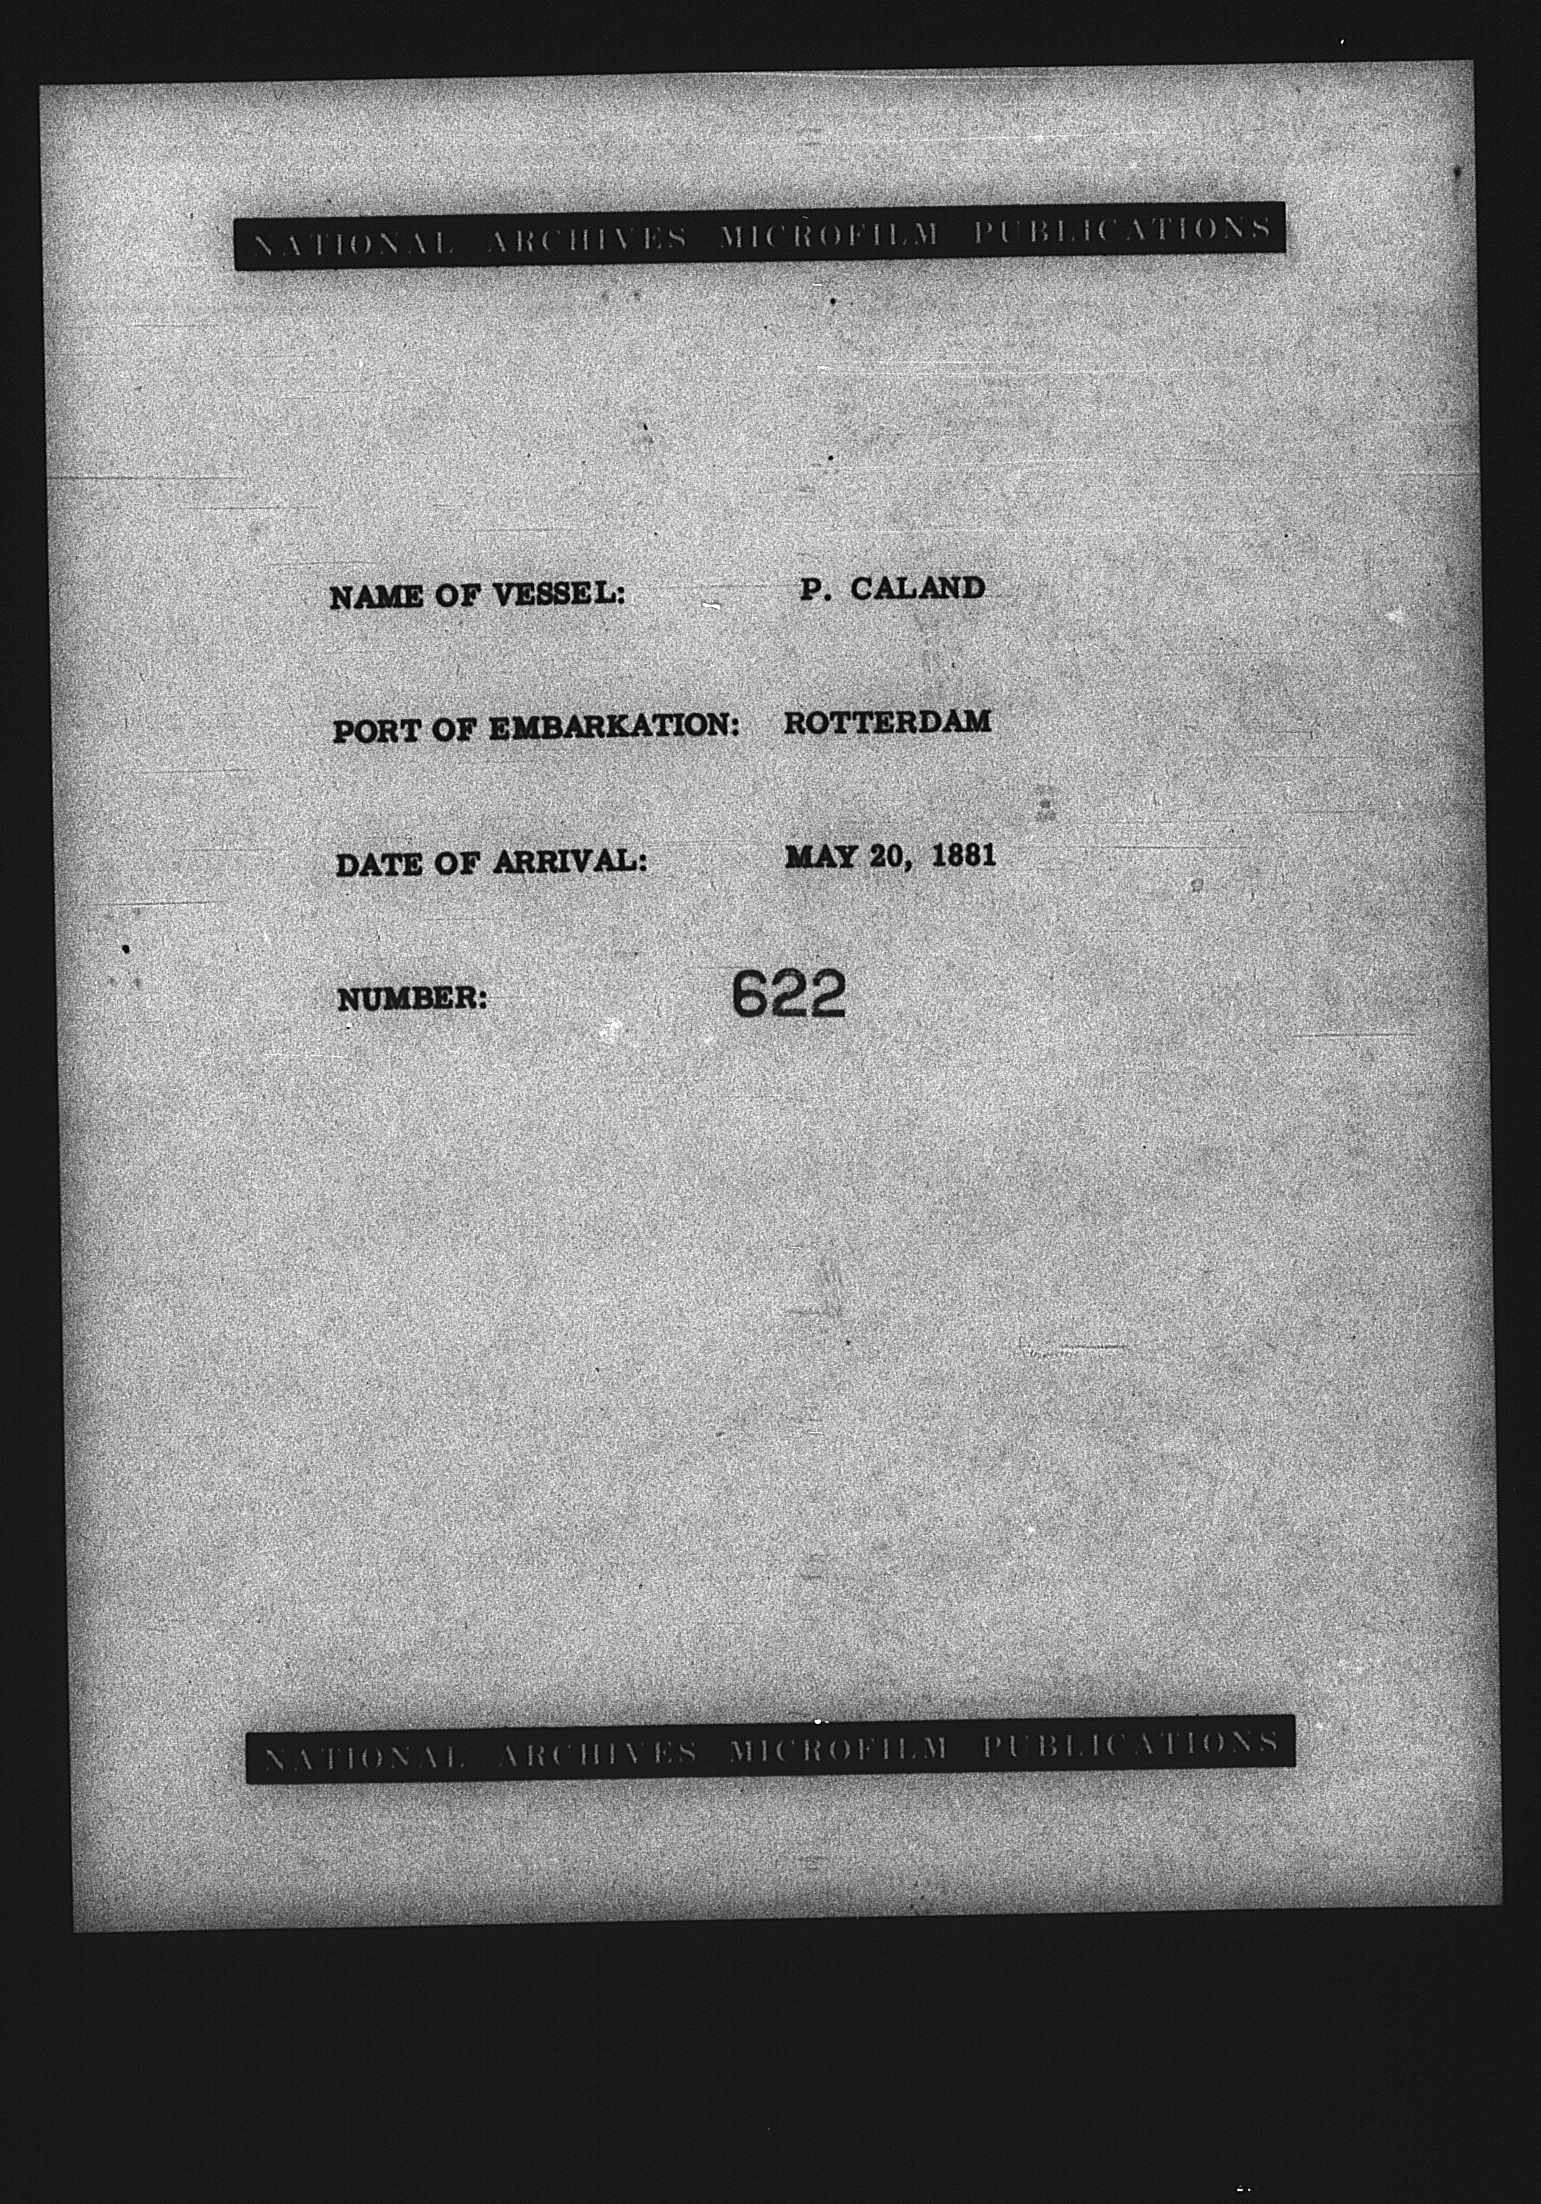 NATIONAL ARCHIVES MICROFILM PUBLICATIONS
NAME OF VESSEL: P. CALAND
PORT OF EMBARKATION: ROTTERDAM
DATE OF ARRIVAL: MAY 20, 1881
NUMBER: 622
NATIONAL ARCHIVES MICROFILM PUBLICATIONS